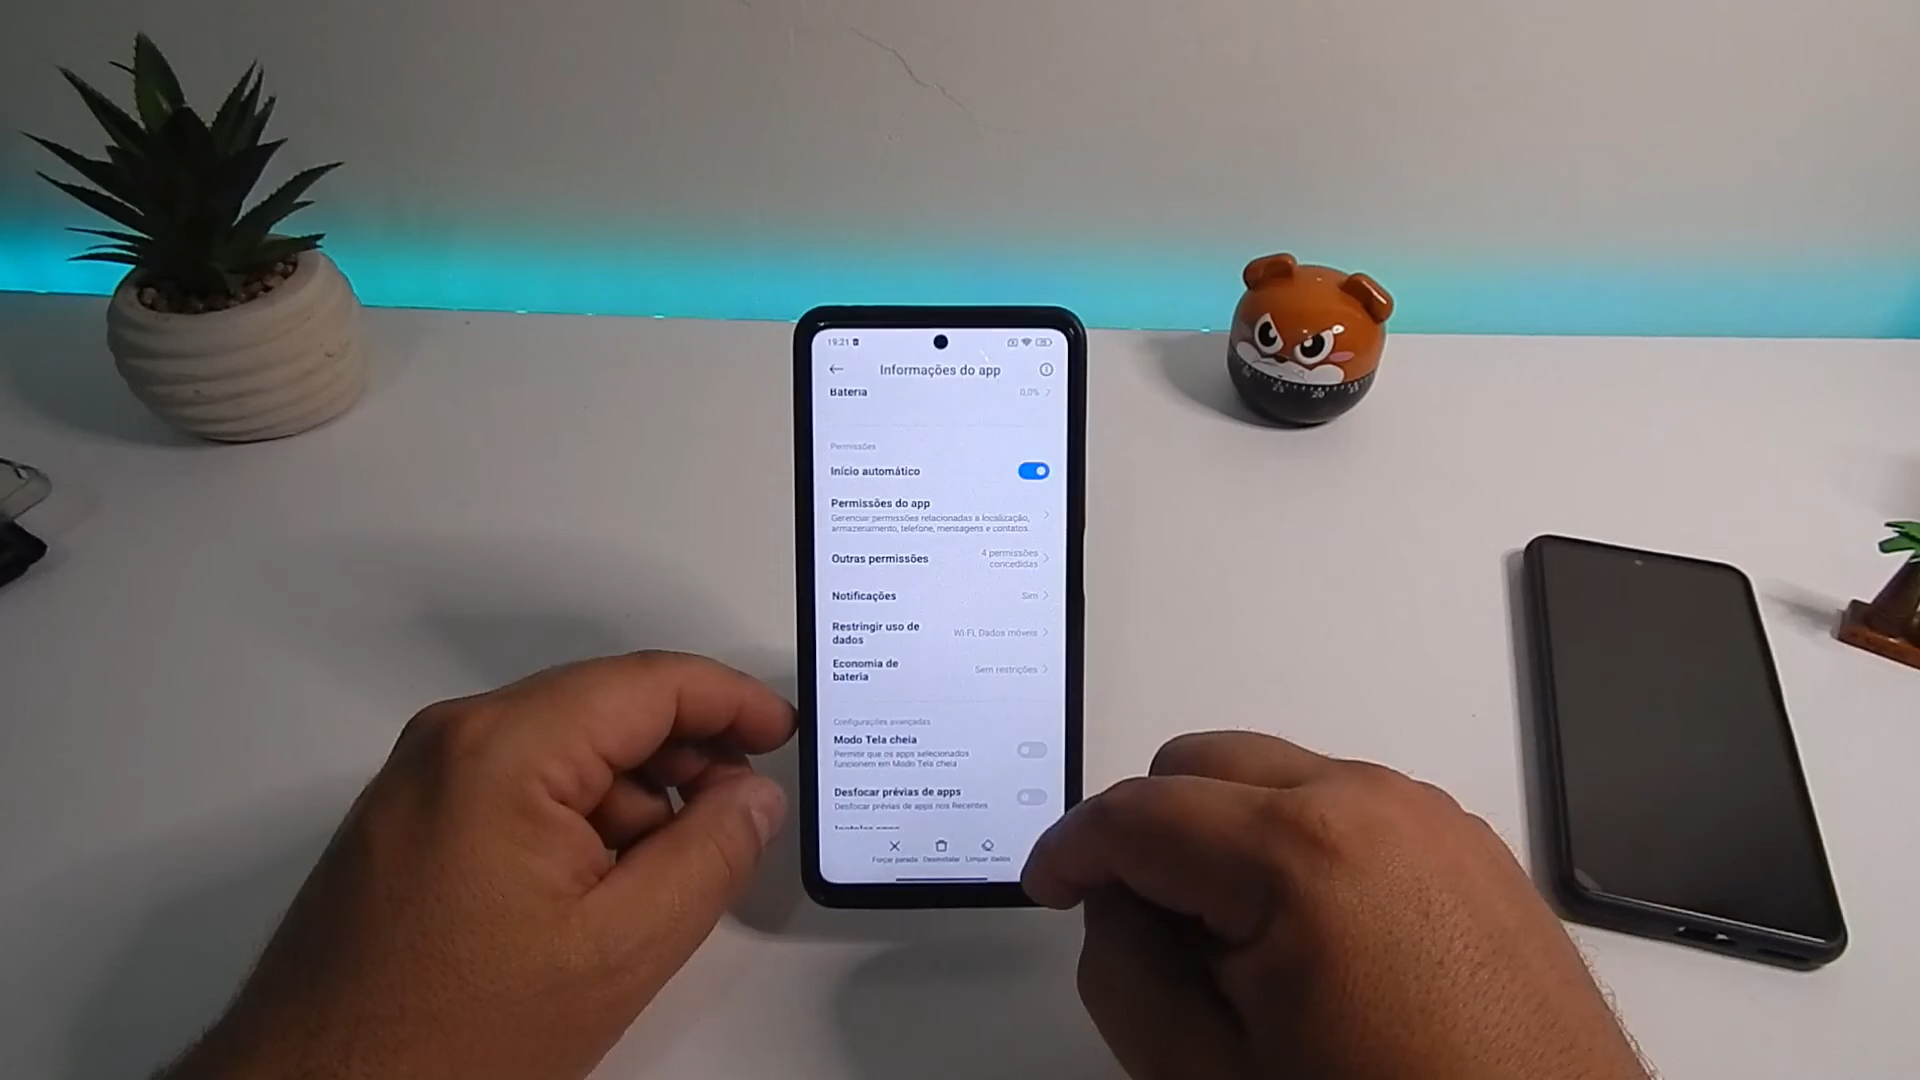 19:21
Informações do app
Bateria 0,0%
Permissões
Início automático
Permissões do app
Gerenciar permissões relacionadas a localização,
armazenamento, telefone, mensagens e contatos.
Outras permissões
4 permissões
concedidas
Notificações Sim
Restringir uso de
dados
Wi-Fi, Dados móveis
Economia de
bateria
Sem restrições
Configurações avançadas
Modo Tela cheia
Permite que os apps selecionados
funcionem em Modo Tela cheia
Desfocar prévias de apps
Desfocar prévias de apps nos Recentes
Forçar parada Desinstalar Limpar dados
25 20